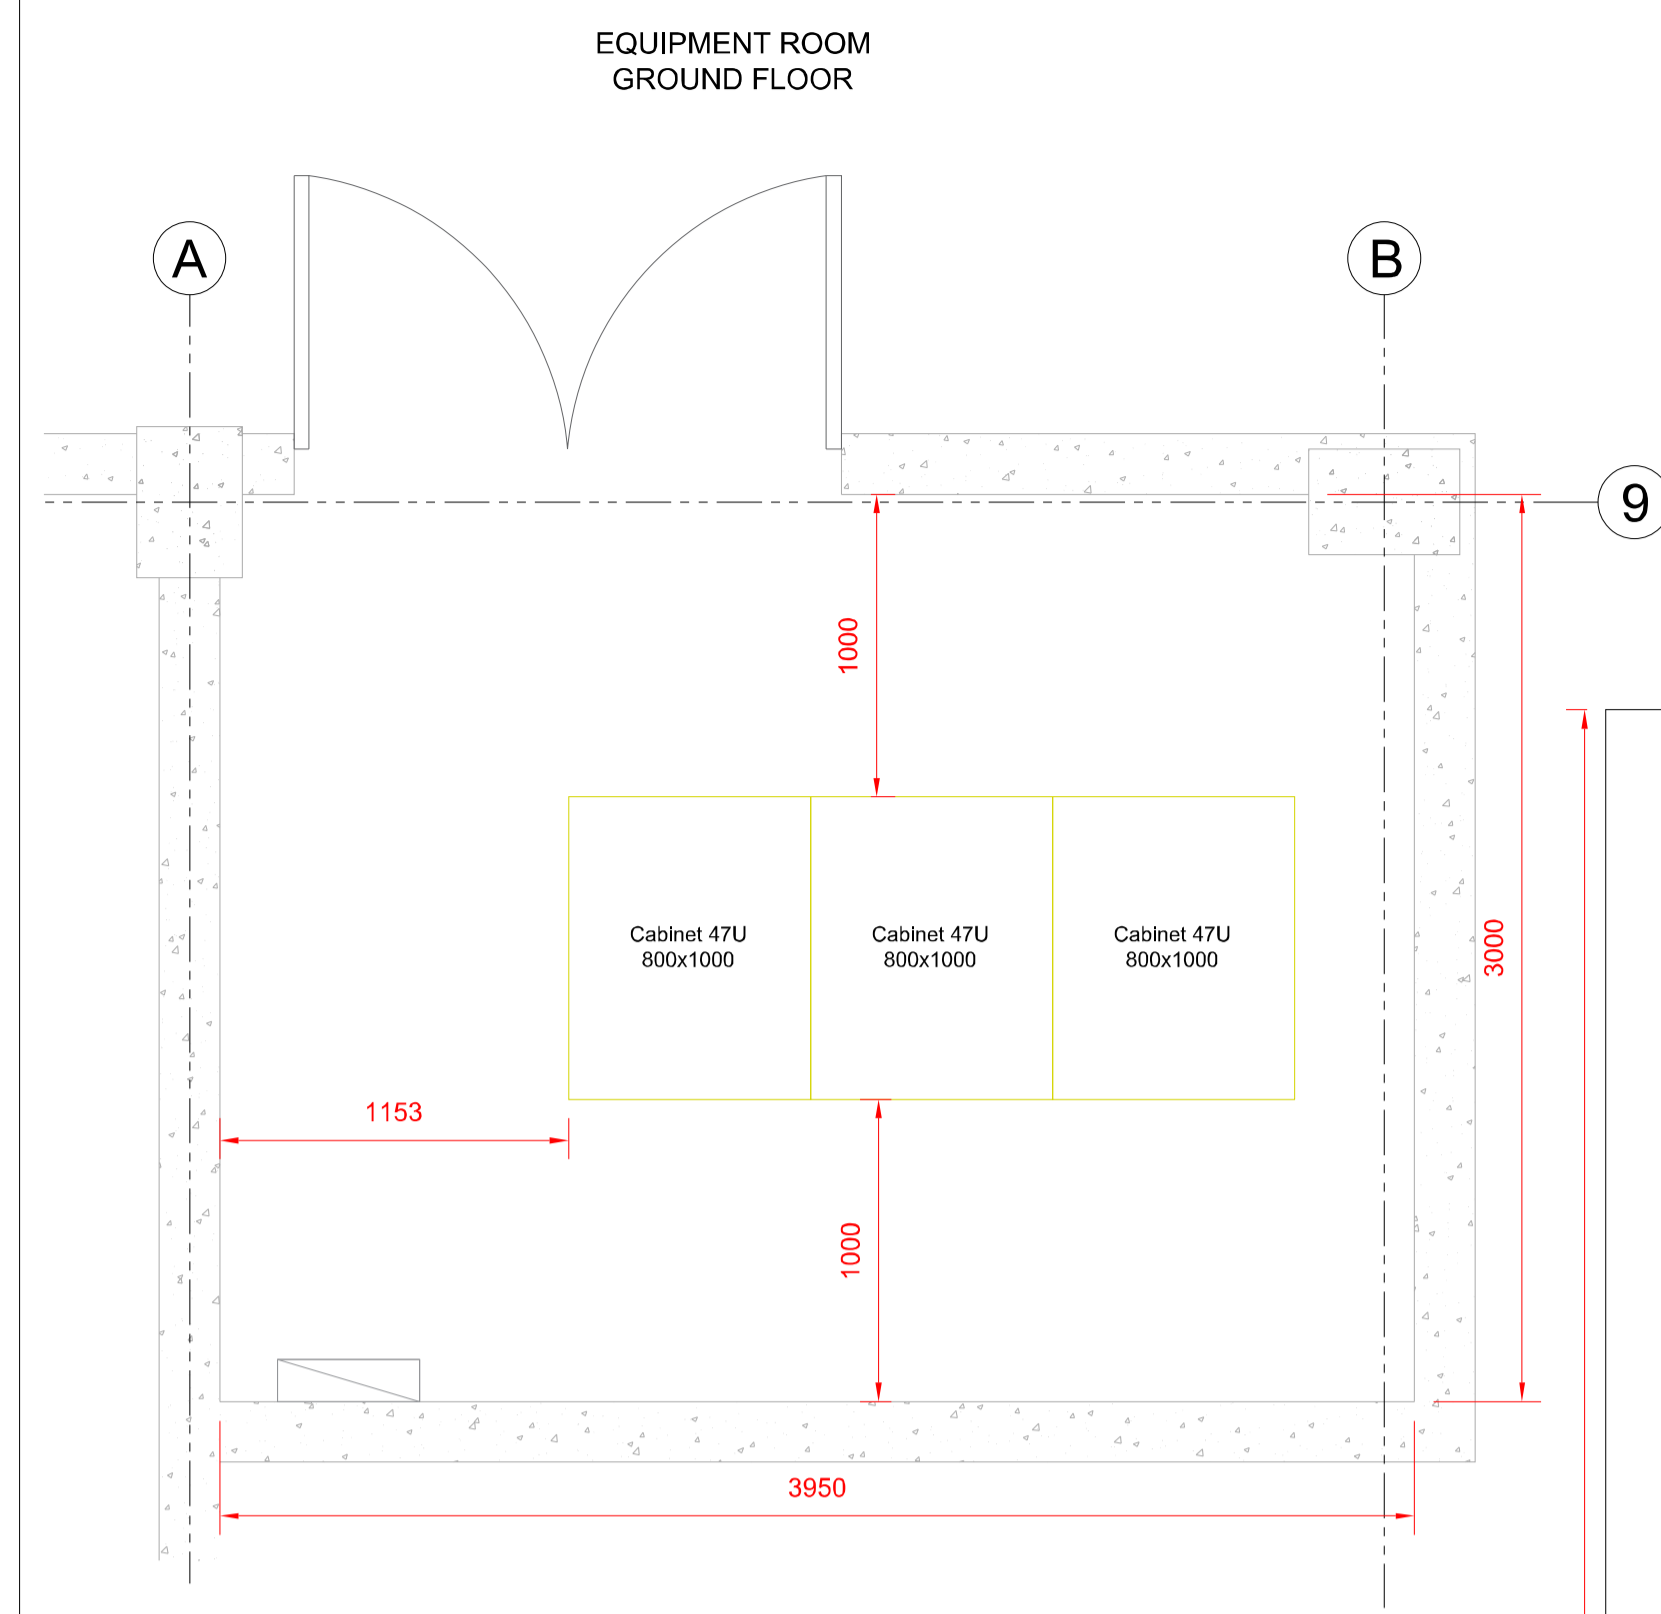 EQUIPMENT ROOM
GROUND FLOOR
A
B
9
1000
Cabinet 47U
800x1000
Cabinet 47U
800x1000
Cabinet 47U
800x1000
3000
1153
1000
3950